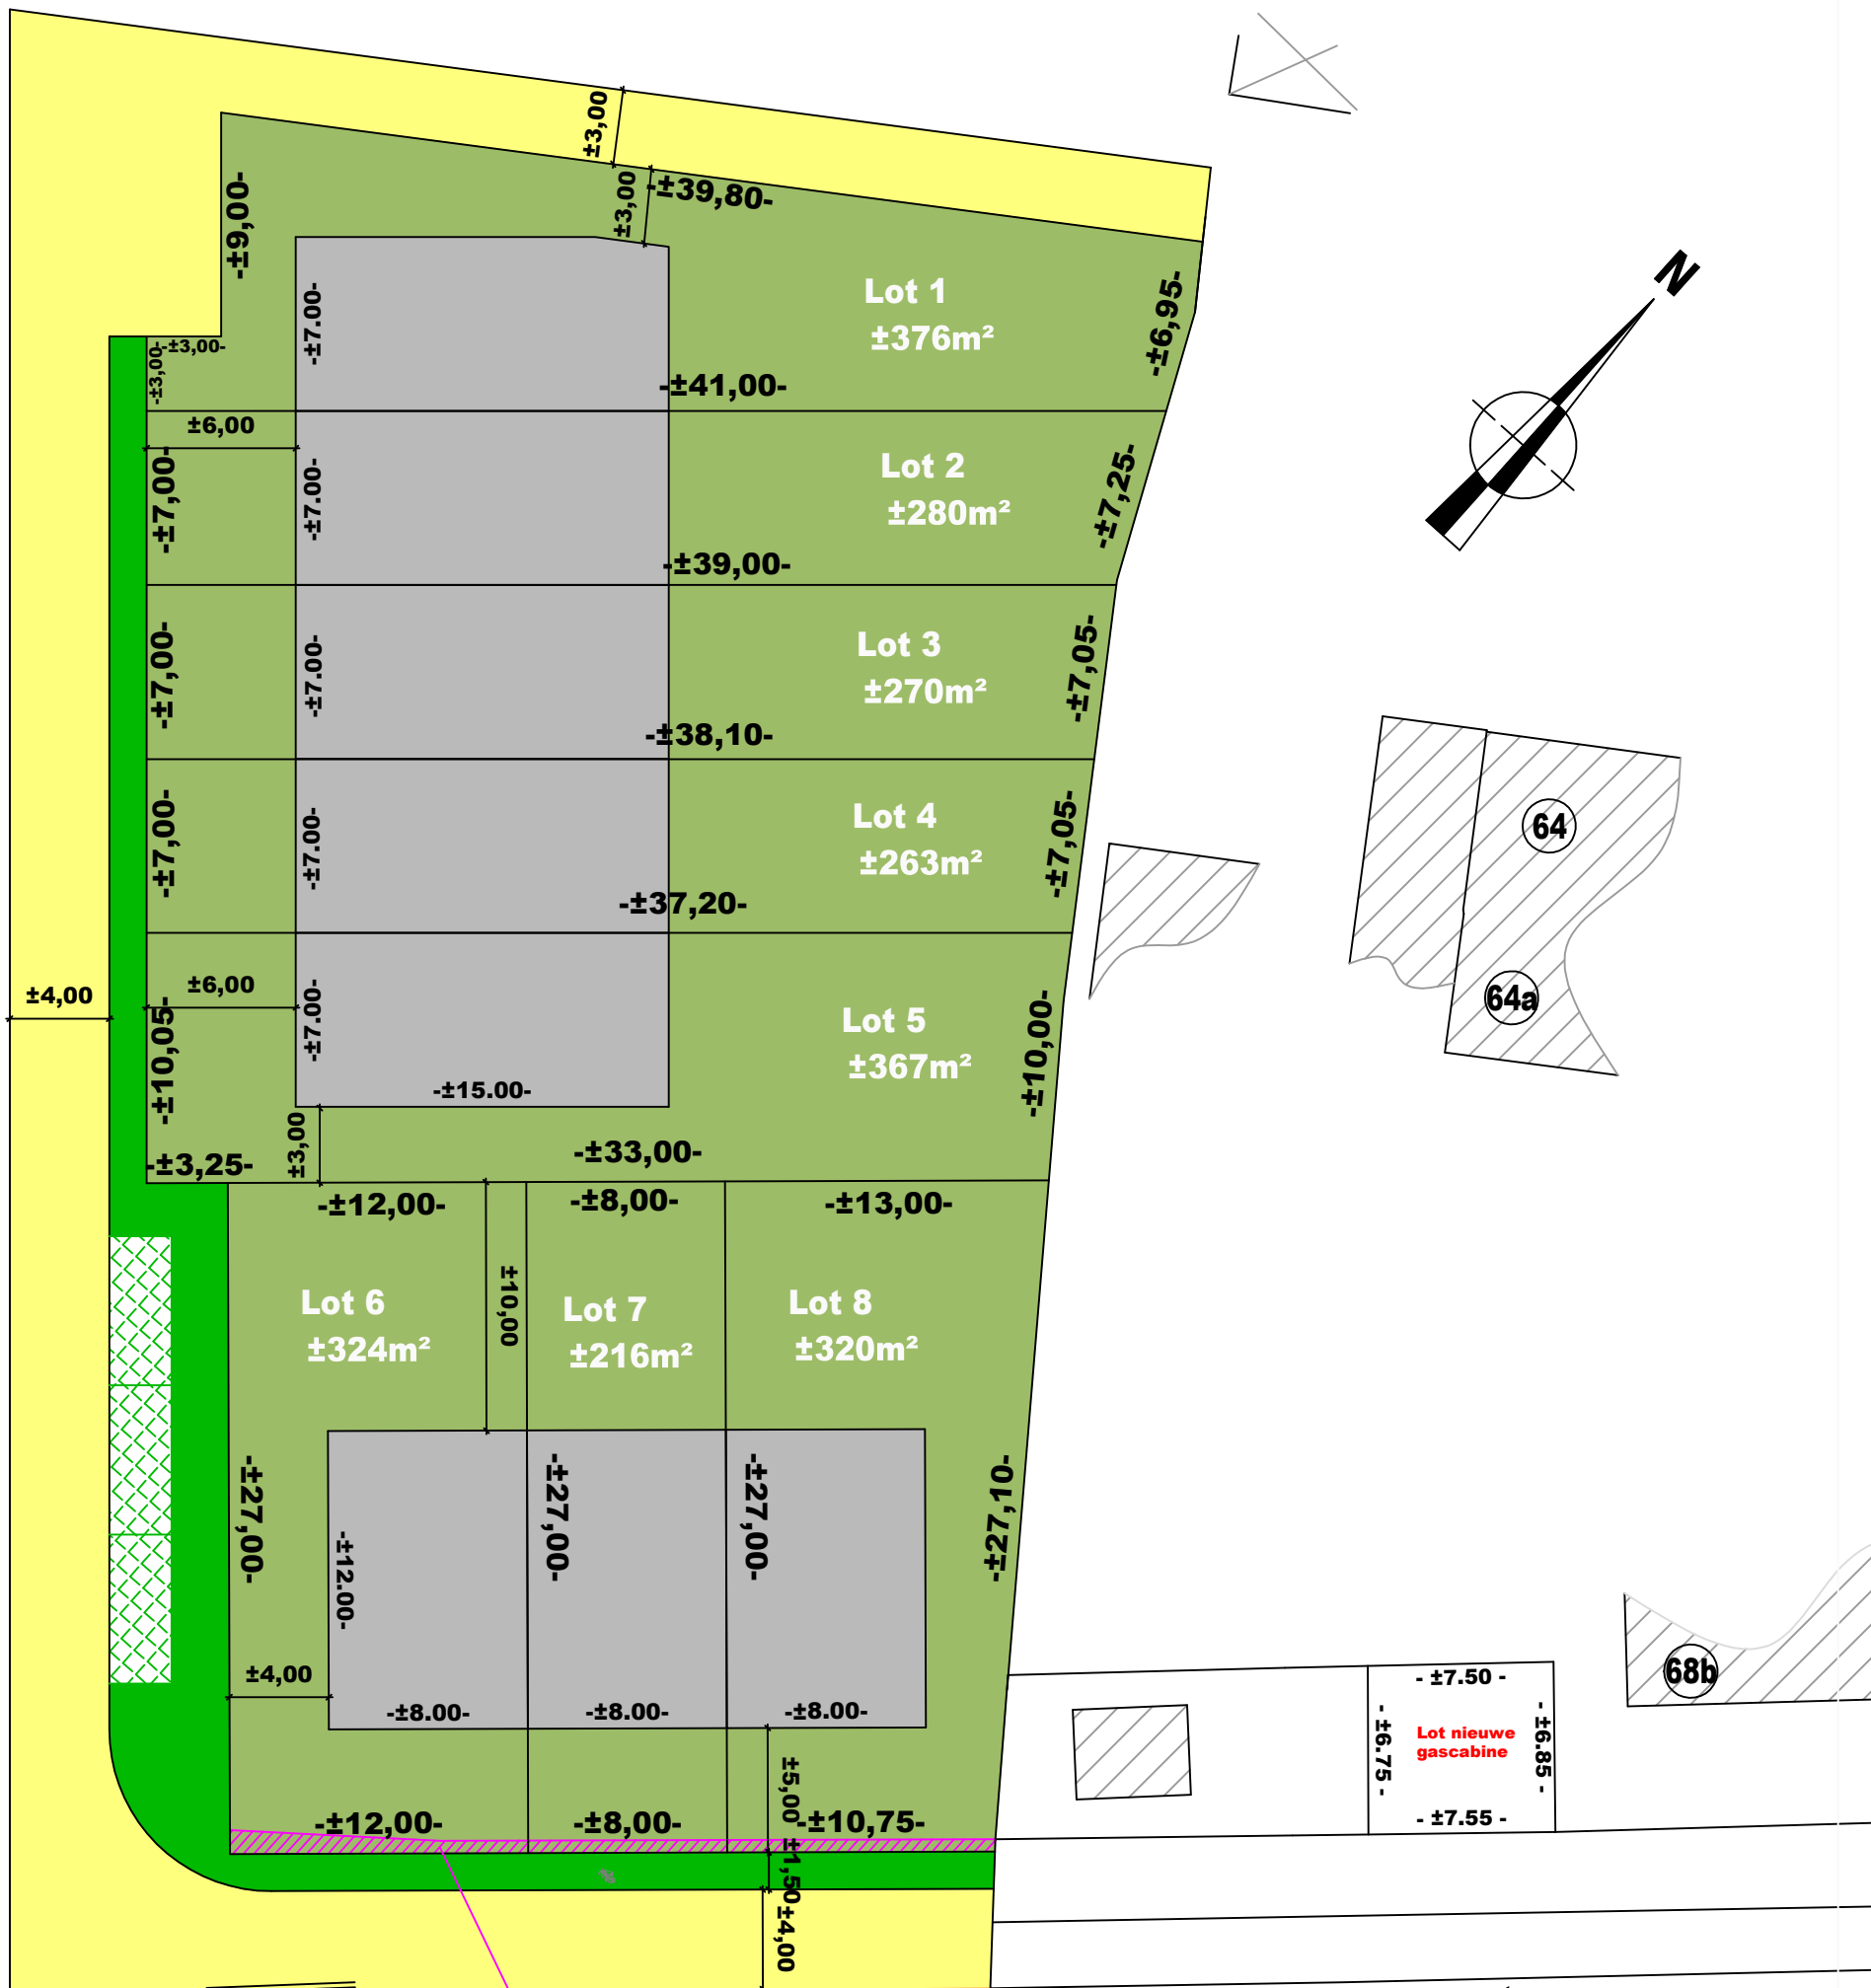 ±3,00
-±39,80-
±3,00
-±9,00-
N
Lot 1
±376m²
-±7.00-
-±6,95-
-±3,00-
-±3,00-
-±41,00-
±6,00
Lot 2
±280m²
-±7,00-
-±7.00-
-±7,25-
-±39,00-
Lot 3
±270m²
-±7,00-
-±7.00-
-±7,05-
-±38,10-
Lot 4
±263m²
-±7,00-
-±7.00-
-±7,05-
64
-±37,20-
±4,00
±6,00
64a
Lot 5
±367m²
-±10,05-
-±7.00-
-±10,00-
-±15.00-
±3,00
-±3,25-
-±33,00-
-±12,00-
-±8,00-
-±13,00-
±10,00
Lot 6
±324m²
Lot 7
±216m²
Lot 8
±320m²
-±27,00-
-±27,00-
-±27,00-
-±27,10-
-±12.00-
±4,00
-±8.00-
-±8.00-
-±8.00-
68b
- ±7.50 -
- ±6.75 -
Lot nieuwe
gascabine
- ±6.85 -
- ±7.55 -
±5,00
-±12,00-
-±8,00-
-±10,75-
±1,50
±4,00